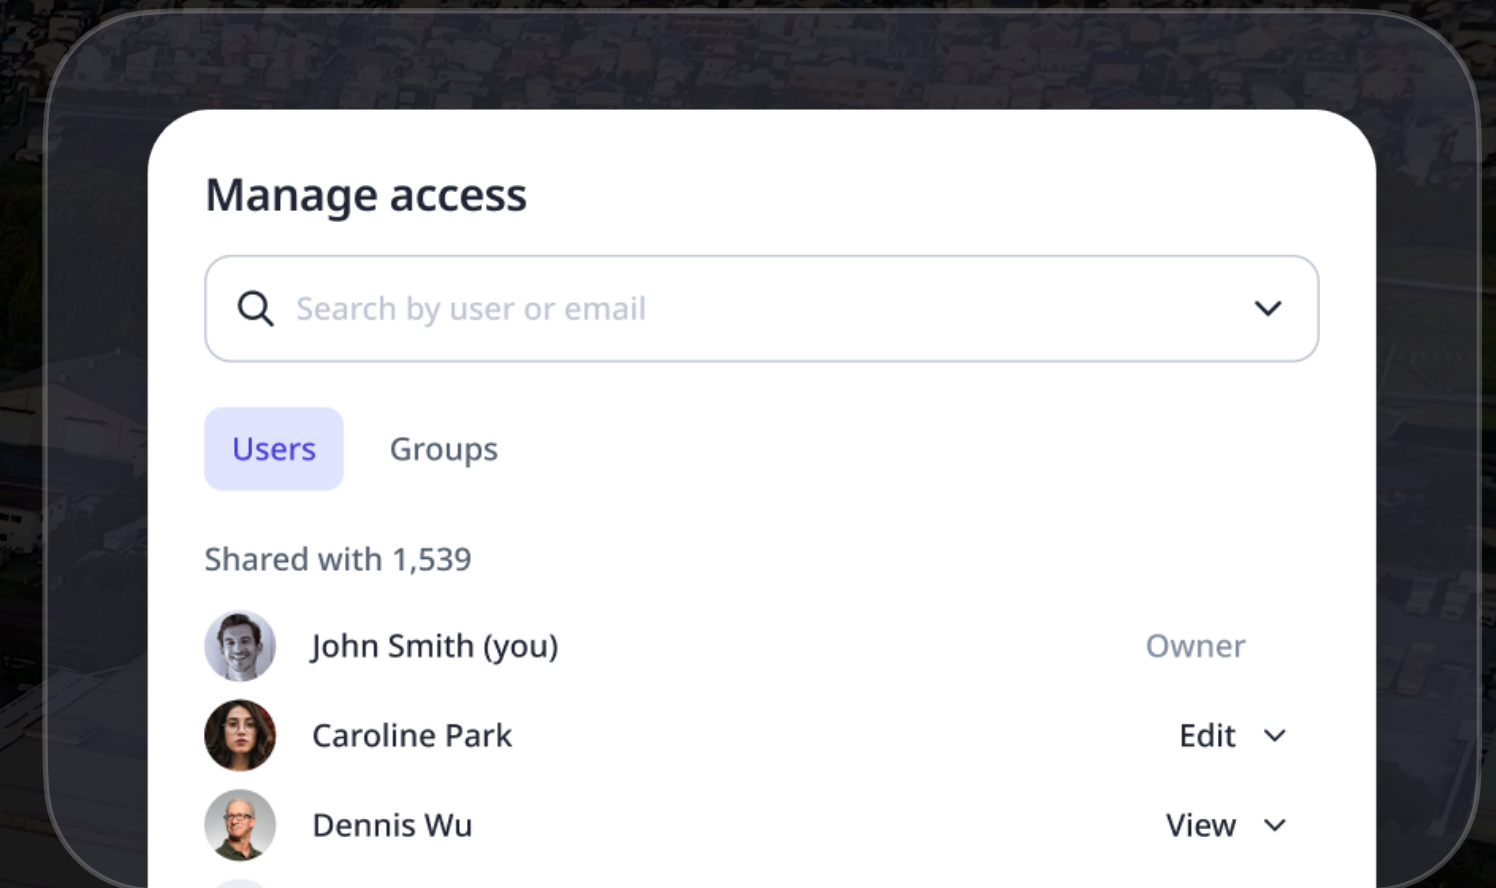 Manage access
Search by user or email
Users
Groups
Shared with 1,539
John Smith (you)
Owner
Caroline Park
Edit
Dennis Wu
View